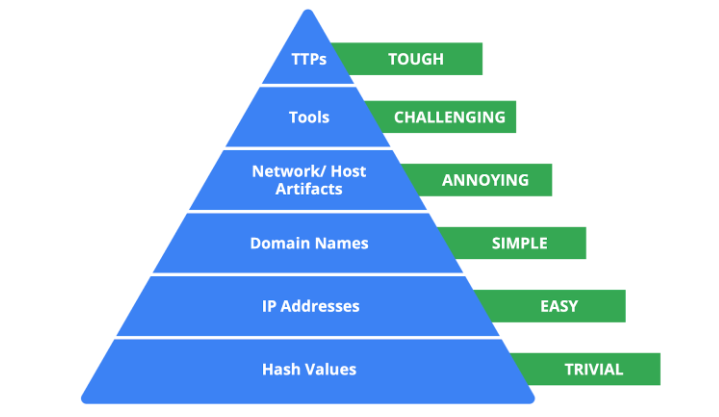 TTPs TOUGH
Tools CHALLENGING
Network/ Host
Artifacts ANNOYING
Domain Names SIMPLE
IP Addresses EASY
Hash Values TRIVIAL